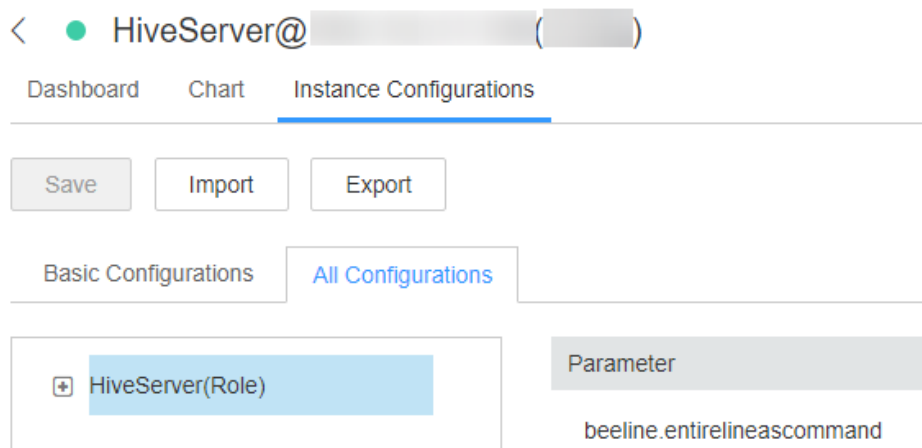 HiveServer@ ( )
Dashboard Chart Instance Configurations
Save Import Export
Basic Configurations All Configurations
HiveServer(Role)
Parameter
beeline.entirelineascommand